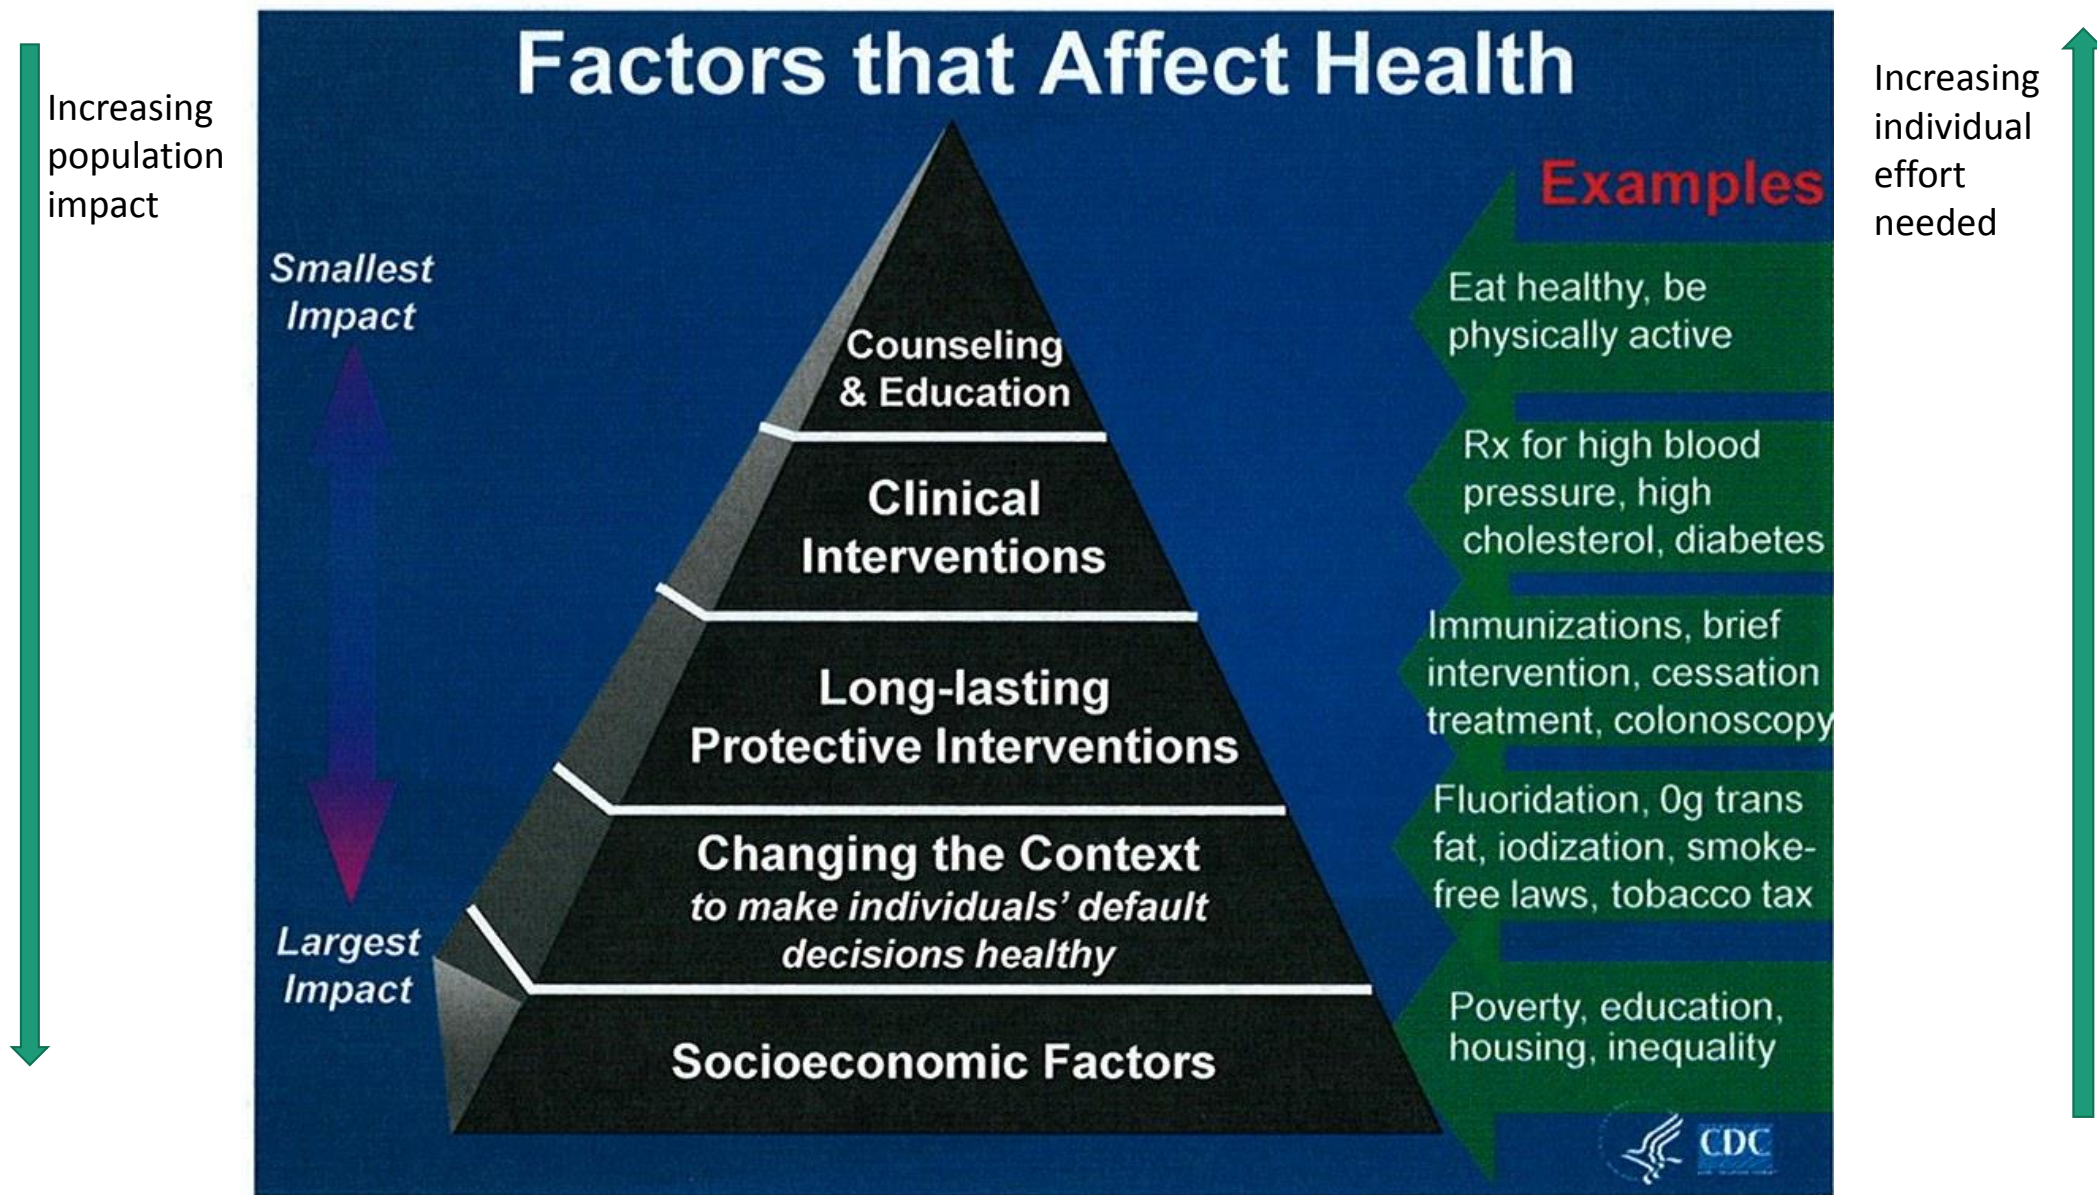 Factors that Affect Health
Increasing
population
impact
Increasing
individual
effort
needed
Smallest
Impact
Largest
Impact
Counseling
& Education
Clinical
Interventions
Long-lasting
Protective Interventions
Changing the Context
to make individuals' default
decisions healthy
Socioeconomic Factors
Examples
Eat healthy, be
physically active
Rx for high blood
pressure, high
cholesterol, diabetes
Immunizations, brief
intervention, cessation
treatment, colonoscopy
Fluoridation, 0g trans
fat, iodization, smoke-
free laws, tobacco tax
Poverty, education,
housing, inequality
CDC